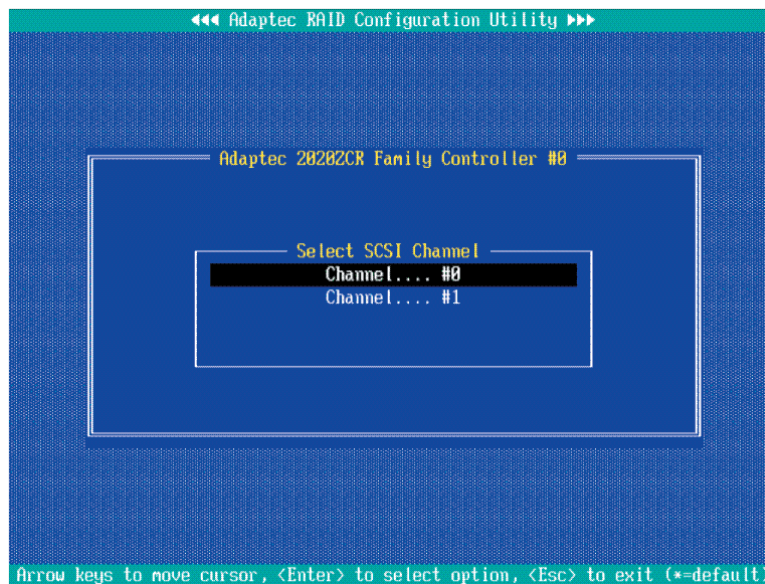 ◄◄◄ Adaptec RAID Configuration Utility ►►►
Adaptec 2020ZCR Family Controller #0
Select SCSI Channel
Channel.... #0
Channel.... #1
Arrow keys to move cursor, <Enter> to select option, <Esc> to exit (*=default)